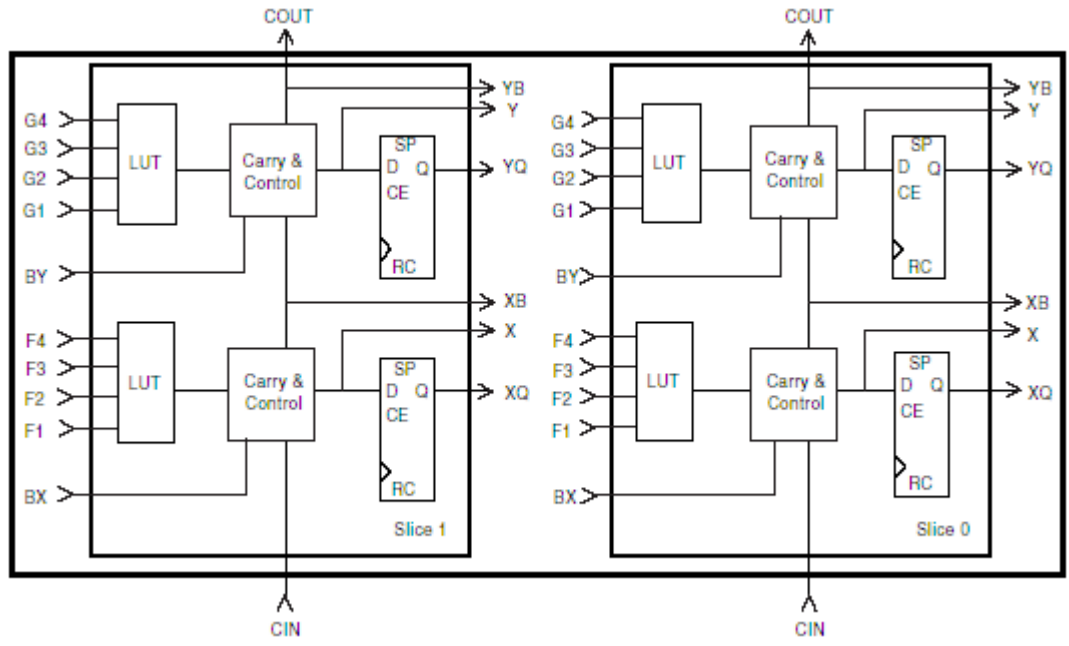 COUT COUT
YB YB
Y Y
G4 SP G4 SP
G3 LUT Carry & Control D Q YQ G3 LUT Carry & Control D Q YQ
G2 CE G2 CE
G1 G1
BY RC BY RC
XB XB
F4 X F4 X
F3 SP F3 SP
F2 LUT Carry & Control D Q XQ F2 LUT Carry & Control D Q XQ
F1 CE F1 CE
BX RC BX RC
Slice 1 Slice 0
CIN CIN